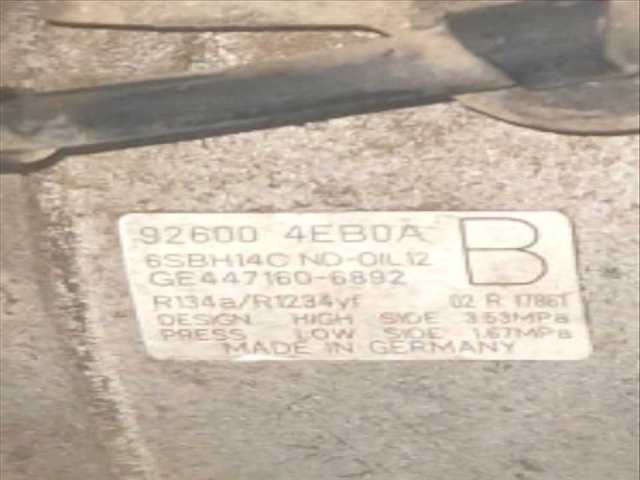 92600 4EB0A B
6SBH14C ND-OIL12
GE447160-6892
R134a/R1234yf 02 R 1786T
DESIGN HIGH SIDE 3.53MPa
PRESS LOW SIDE 1.67MPa
MADE IN GERMANY